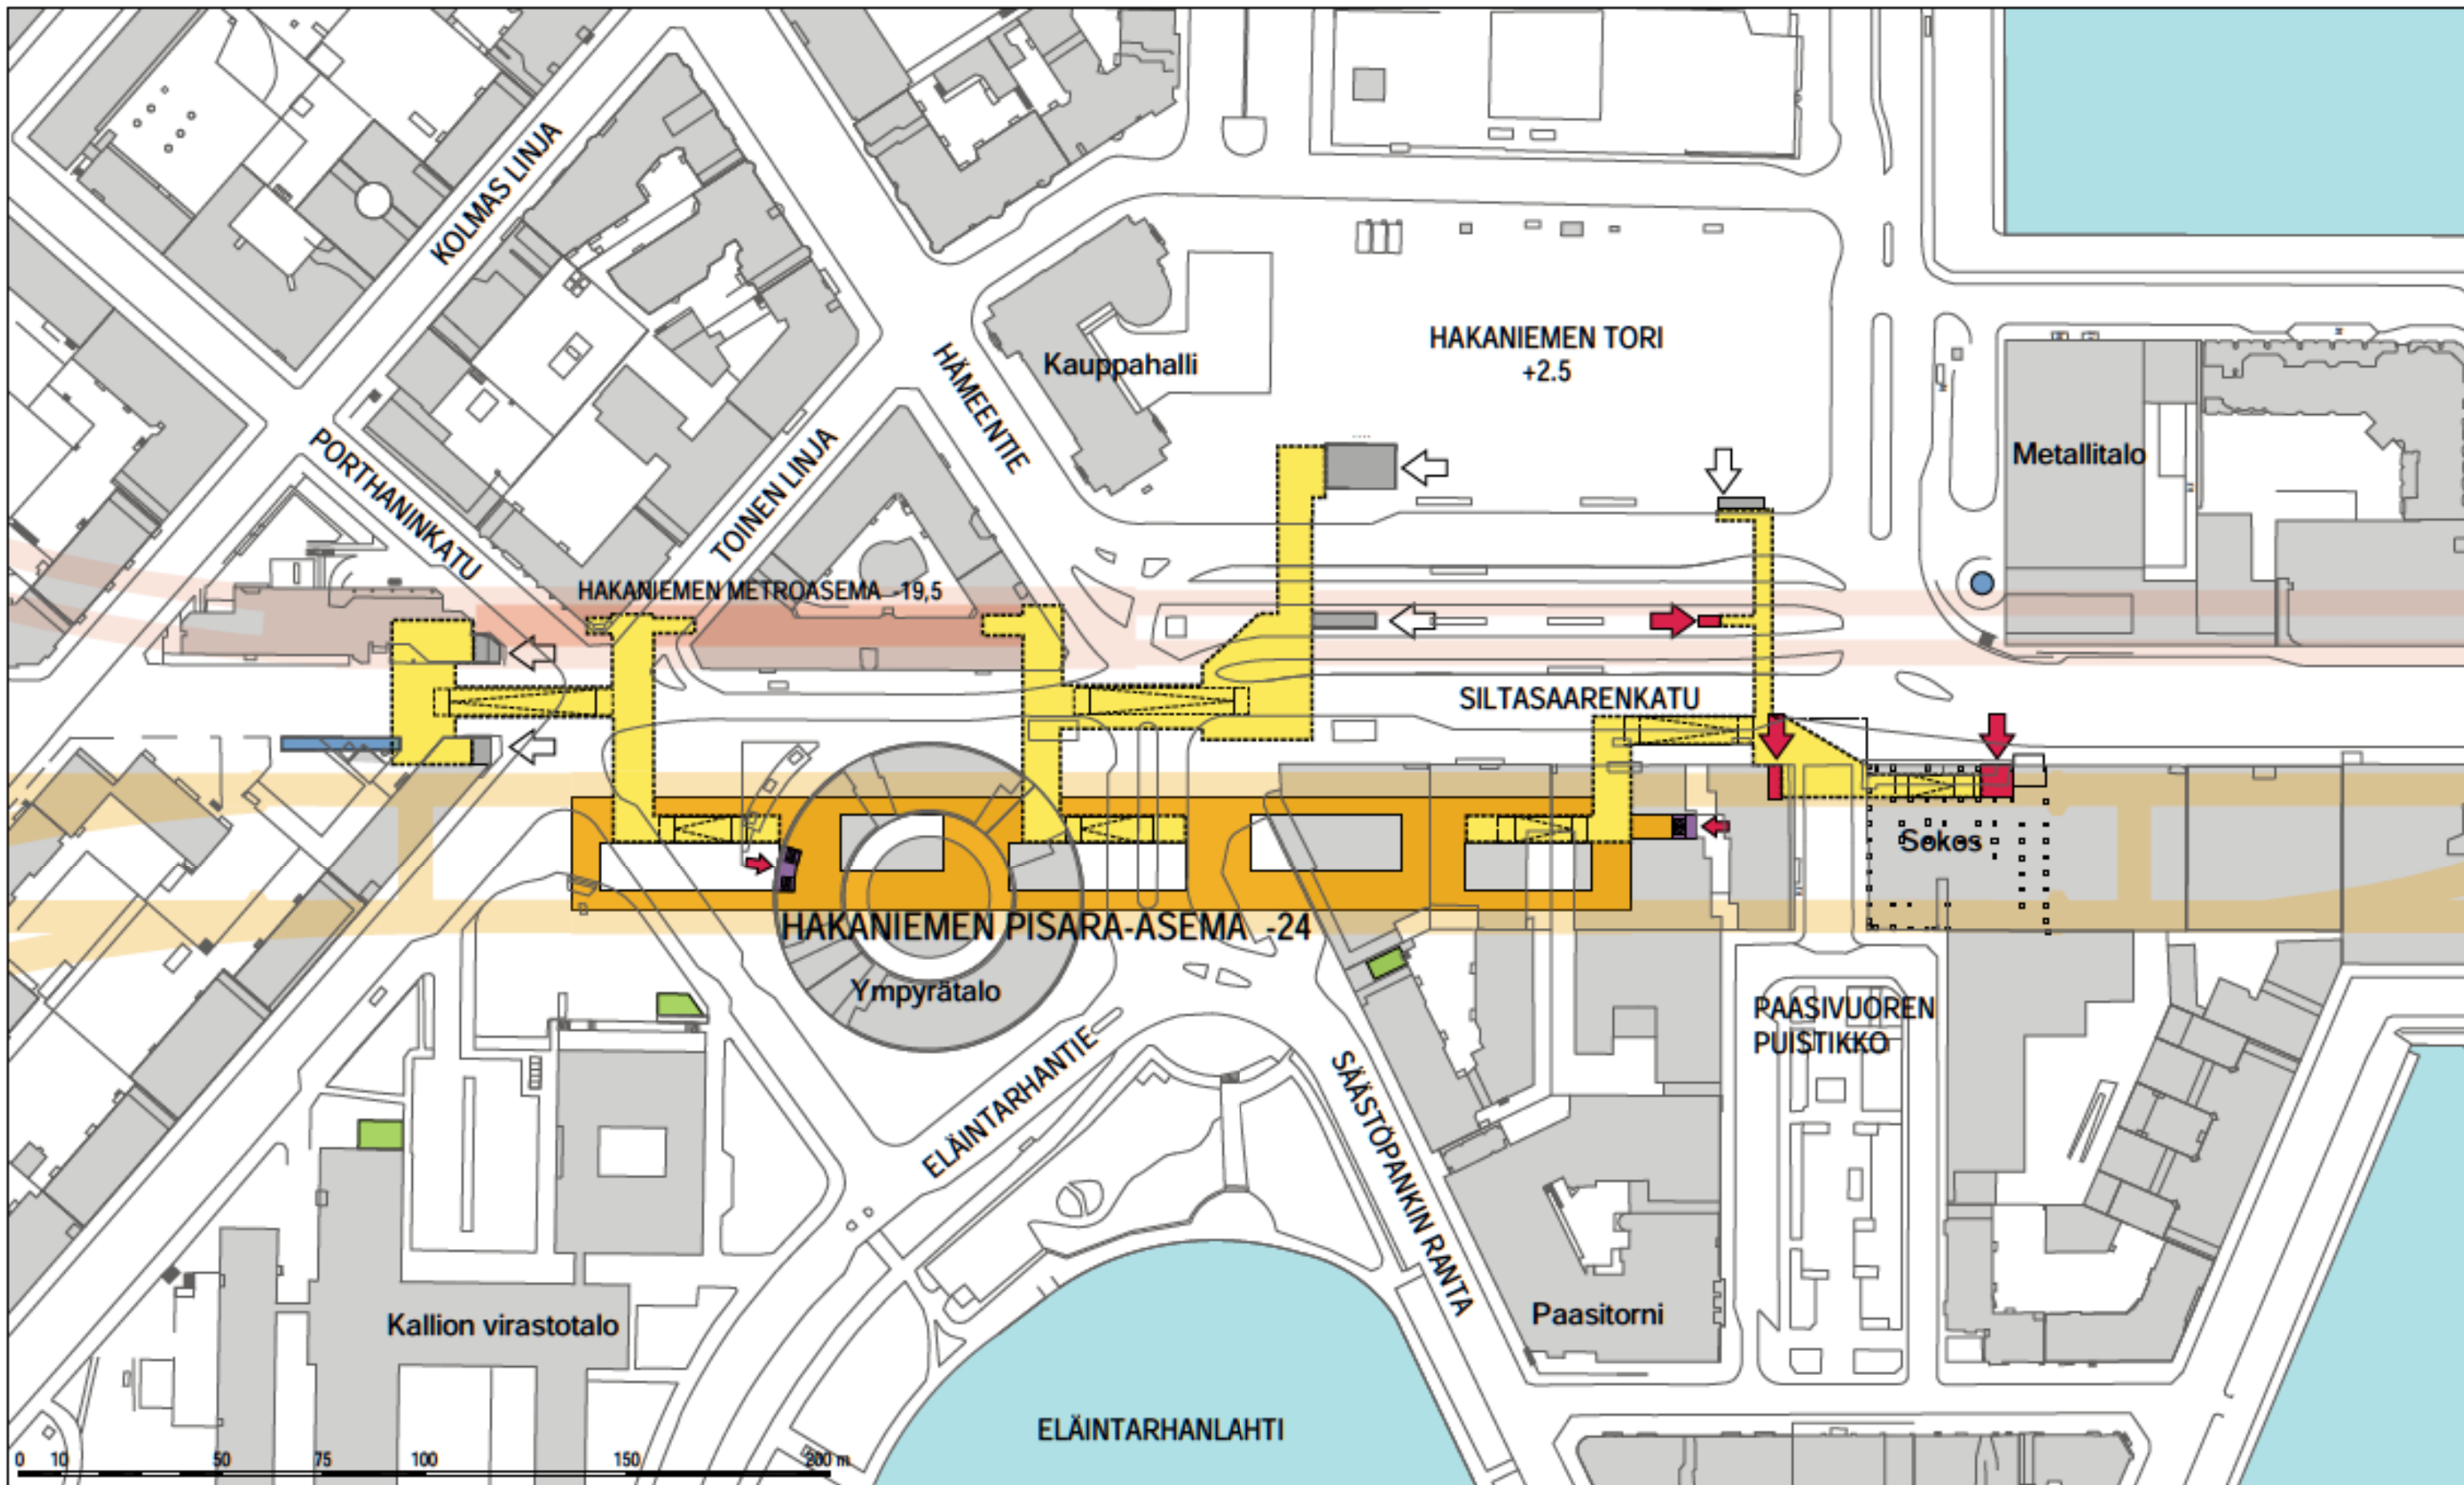 KOLMAS LINJA
PORTHANINKATU
TOINEN LINJA
HÄMEENTIE
Kauppahalli
HAKANIEMEN TORI
+2.5
Metallitalo
HAKANIEMEN METROASEMA -19,5
SILTASAARENKATU
Sokos
HAKANIEMEN PISARA-ASEMA -24
Ympyrätalo
PAASIVUOREN
PUISTIKKO
ELÄINTARHANTIE
SÄÄSTÖPANKIN RANTA
Kallion virastotalo
Paasitorni
ELÄINTARHANLAHTI
0 10 50 75 100 150 200 m